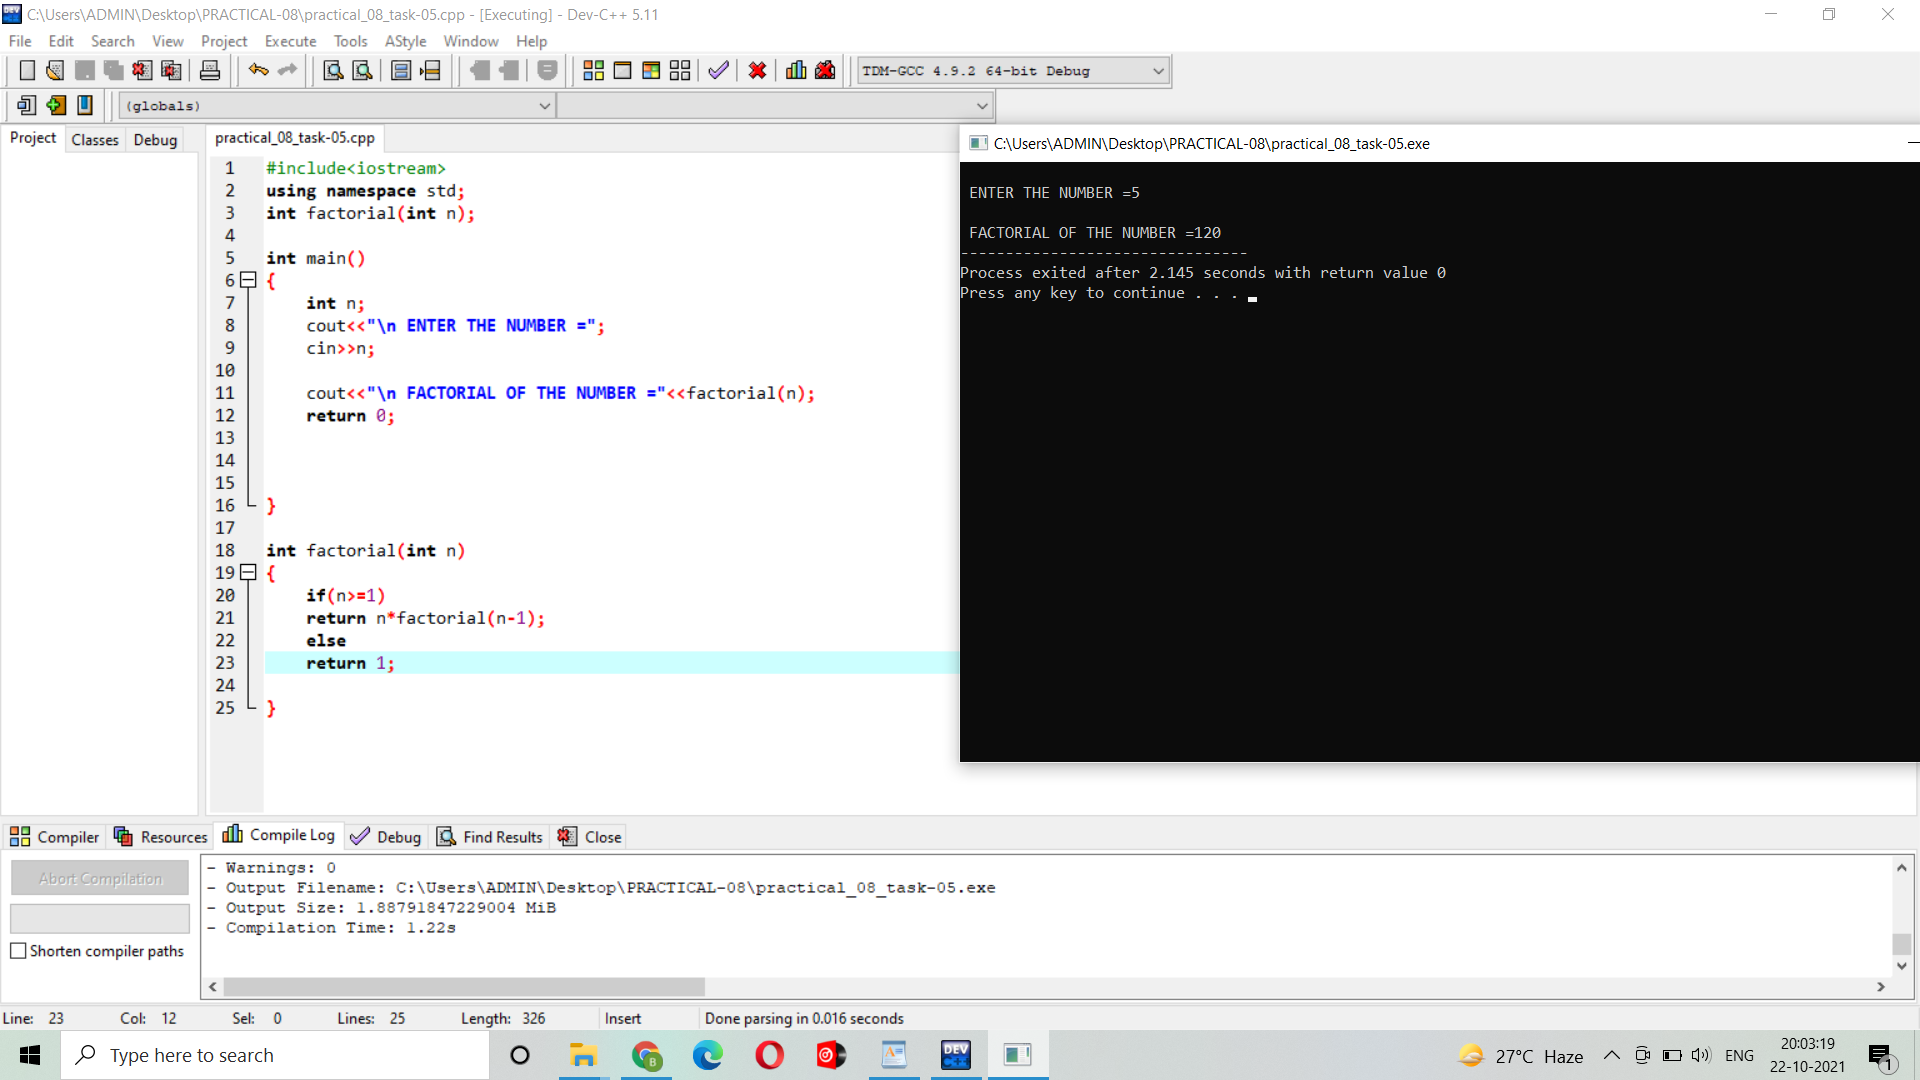 C:\Users\ADMIN\Desktop\PRACTICAL-08\practical_08_task-05.cpp - [Executing] - Dev-C++ 5.11
File Edit Search View Project Execute Tools AStyle Window Help
TDM-GCC 4.9.2 64-bit Debug
(globals)
Project Classes Debug
practical_08_task-05.cpp
1 #include<iostream>
2 using namespace std;
3 int factorial(int n);
4
5 int main()
6 {
7 int n;
8 cout<<"\n ENTER THE NUMBER =";
9 cin>>n;
10
11 cout<<"\n FACTORIAL OF THE NUMBER ="<<factorial(n);
12 return 0;
13
14
15
16 }
17
18 int factorial(int n)
19 {
20 if(n>=1)
21 return n*factorial(n-1);
22 else
23 return 1;
24
25 }
C:\Users\ADMIN\Desktop\PRACTICAL-08\practical_08_task-05.exe
ENTER THE NUMBER =5
FACTORIAL OF THE NUMBER =120
--------------------------------
Process exited after 2.145 seconds with return value 0
Press any key to continue . . .
Compiler Resources Compile Log Debug Find Results Close
Abort Compilation
Shorten compiler paths
- Warnings: 0
- Output Filename: C:\Users\ADMIN\Desktop\PRACTICAL-08\practical_08_task-05.exe
- Output Size: 1.88791847229004 MiB
- Compilation Time: 1.22s
Line: 23 Col: 12 Sel: 0 Lines: 25 Length: 326 Insert Done parsing in 0.016 seconds
Type here to search
B
DEV C++
27°C Haze
ENG
20:03:19
22-10-2021
1